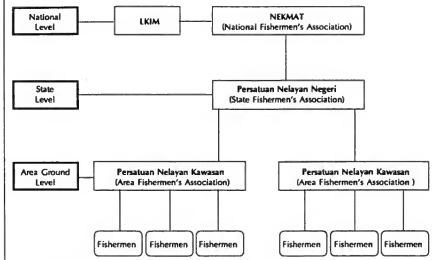 National
Level
LKIM
NEKMAT
(National Fishermen's Association)
State
Level
Persatuan Nelayan Negeri
(State Fishermen's Association)
Area Ground
Level
Persatuan Nelayan Kawasan
(Area Fishermen's Association)
Persatuan Nelayan Kawasan
(Area Fishermen's Association )
Fishermen
Fishermen
Fishermen
Fishermen
Fishermen
Fishermen